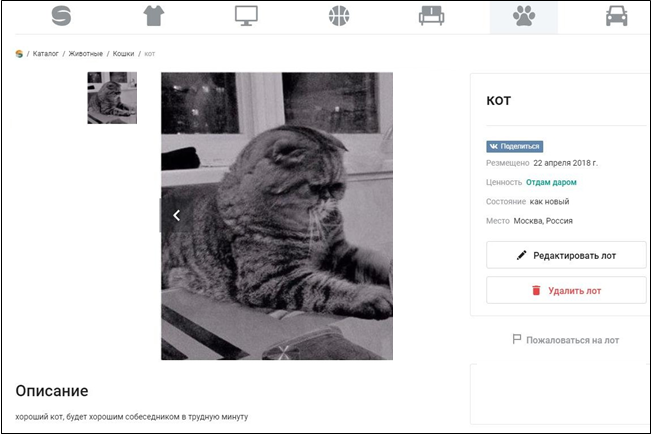 / Каталог / Животные / Кошки / кот
кот
Поделиться
Размещено 22 апреля 2018 г.
Ценность Отдам даром
Состояние как новый
Место Москва, Россия
Редактировать лот
Удалить лот
Пожаловаться на лот
Описание
хороший кот, будет хорошим собеседником в трудную минуту